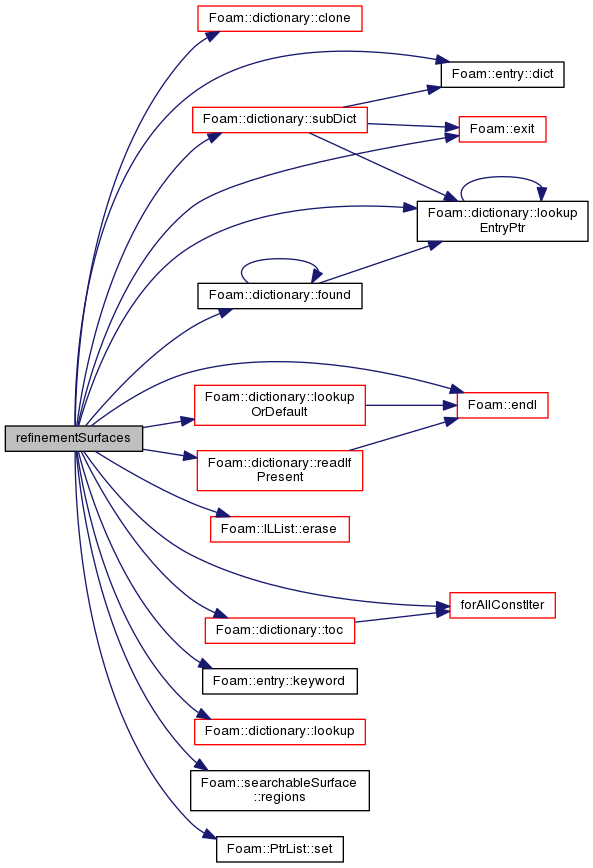 Foam::dictionary::clone
Foam::entry::dict
Foam::dictionary::subDict
Foam::exit
Foam::dictionary::lookup
EntryPtr
Foam::dictionary::found
Foam::dictionary::lookup
OrDefault
Foam::endl
refinementSurfaces
Foam::dictionary::readIf
Present
Foam::ILList::erase
forAllConstIter
Foam::dictionary::toc
Foam::entry::keyword
Foam::dictionary::lookup
Foam::searchableSurface
::regions
Foam::PtrList::set